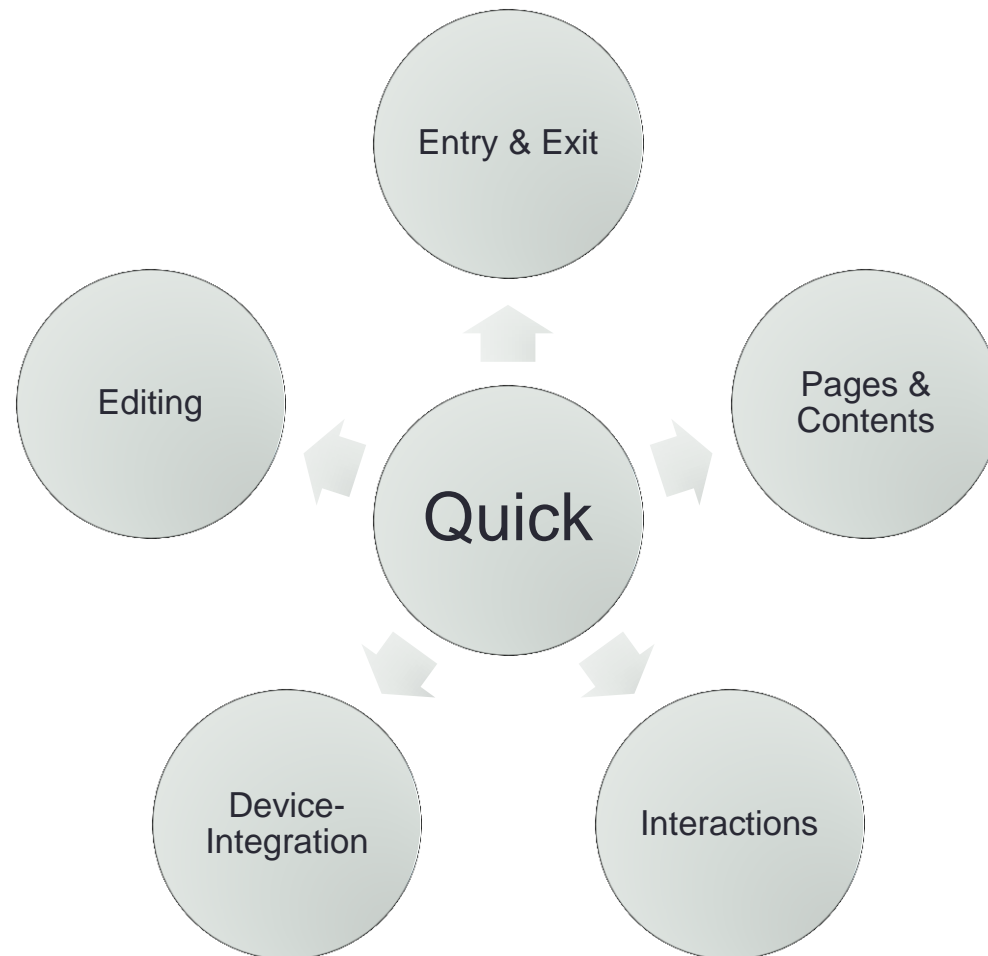 Entry & Exit
Pages &
Contents
Editing
Quick
Device-
Integration
Interactions